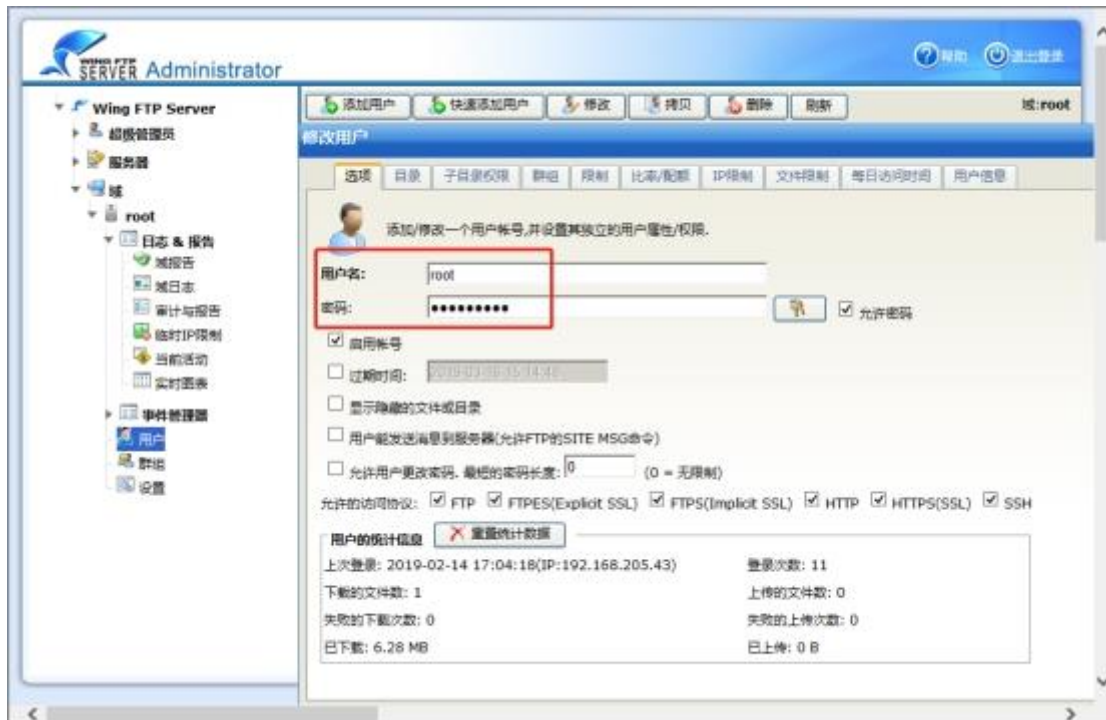 WING FTP
SERVER Administrator
帮助 退出登录
Wing FTP Server
超级管理员
服务器
域
root
日志 & 报告
域报告
域日志
审计与报告
临时IP限制
当前活动
实时图表
事件管理器
用户
群组
设置
添加用户 快速添加用户 修改 拷贝 删除 刷新 域:root
修改用户
选项 目录 子目录权限 群组 限制 比率/配额 IP限制 文件限制 每日访问时间 用户信息
添加/修改一个用户帐号,并设置其独立的用户属性/权限.
用户名: root
密码: ●●●●●●●●● 允许密码
启用帐号
过期时间:
显示隐藏的文件或目录
用户能发送消息到服务器(允许FTP的SITE MSG命令)
允许用户更改密码. 最短的密码长度: 0 (0 = 无限制)
允许的访问协议: FTP FTPES(Explicit SSL) FTPS(Implicit SSL) HTTP HTTPS(SSL) SSH
用户的统计信息 重置统计数据
上次登录: 2019-02-14 17:04:18(IP:192.168.205.43) 登录次数: 11
下载的文件数: 1 上传的文件数: 0
失败的下载次数: 0 失败的上传次数: 0
已下载: 6.28 MB 已上传: 0 B